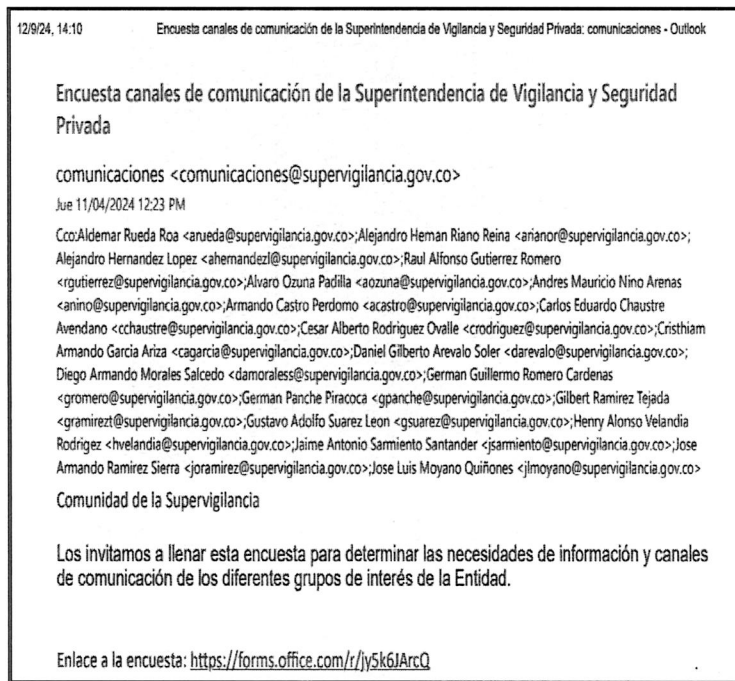 12/9/24, 14:10 Encuesta canales de comunicación de la Superintendencia de Vigilancia y Seguridad Privada: comunicaciones - Outlook
Encuesta canales de comunicación de la Superintendencia de Vigilancia y Seguridad
Privada
comunicaciones <comunicaciones@supervigilancia.gov.co>
Jue 11/04/2024 12:23 PM
Cco:Aldemar Rueda Roa <arueda@supervigilancia.gov.co>;Alejandro Hernan Riano Reina <arianor@supervigilancia.gov.co>;
Alejandro Hernandez Lopez <ahernandezl@supervigilancia.gov.co>;Raul Alfonso Gutierrez Romero
<rgutierrez@supervigilancia.gov.co>;Alvaro Ozuna Padilla <aozuna@supervigilancia.gov.co>;Andres Mauricio Nino Arenas
<anino@supervigilancia.gov.co>;Armando Castro Perdomo <acastro@supervigilancia.gov.co>;Carlos Eduardo Chaustre
Avendano <cchaustre@supervigilancia.gov.co>;Cesar Alberto Rodriguez Ovalle <crodriguez@supervigilancia.gov.co>;Cristhiam
Armando Garcia Ariza <cagarcia@supervigilancia.gov.co>;Daniel Gilberto Arevalo Soler <darevalo@supervigilancia.gov.co>;
Diego Armando Morales Salcedo <damoraless@supervigilancia.gov.co>;German Guillermo Romero Cardenas
<gromero@supervigilancia.gov.co>;German Panche Piracoca <gpanche@supervigilancia.gov.co>;Gilbert Ramirez Tejada
<gramirezt@supervigilancia.gov.co>;Gustavo Adolfo Suarez Leon <gsuarez@supervigilancia.gov.co>;Henry Alonso Velandia
Rodrigez <hvelandia@supervigilancia.gov.co>;Jaime Antonio Sarmiento Santander <jsarmiento@supervigilancia.gov.co>;Jose
Armando Ramirez Sierra <joramirez@supervigilancia.gov.co>;Jose Luis Moyano Quiñones <jlmoyano@supervigilancia.gov.co>
Comunidad de la Supervigilancia
Los invitamos a llenar esta encuesta para determinar las necesidades de información y canales
de comunicación de los diferentes grupos de interés de la Entidad.
Enlace a la encuesta: https://forms.office.com/r/jy5k6JArcQ